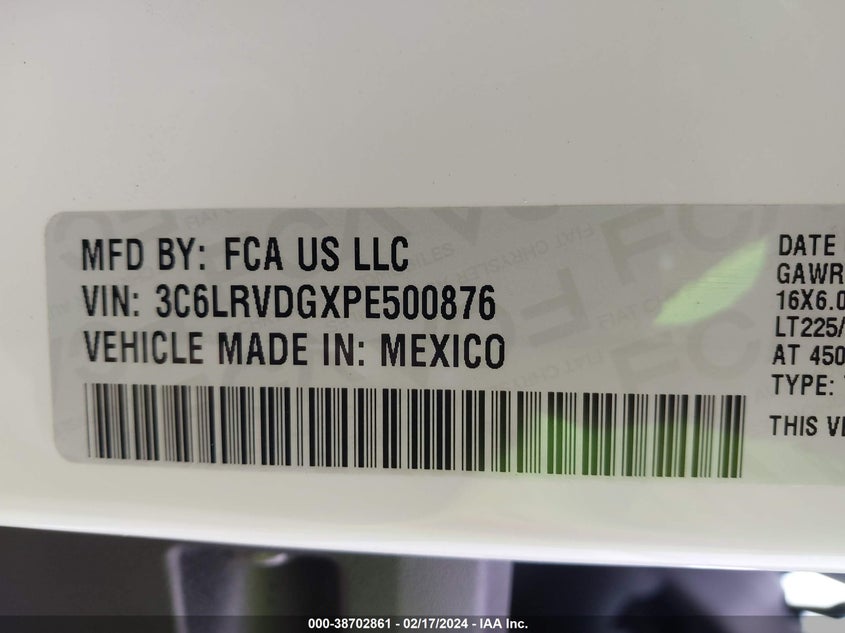 MFD BY: FCA US LLC
VIN: 3C6LRVDGXPE500876
VEHICLE MADE IN: MEXICO
DATE
GAWR
16X6.0
LT225/
AT 450
TYPE:
THIS VE
000-38702861 - 02/17/2024 - IAA Inc.